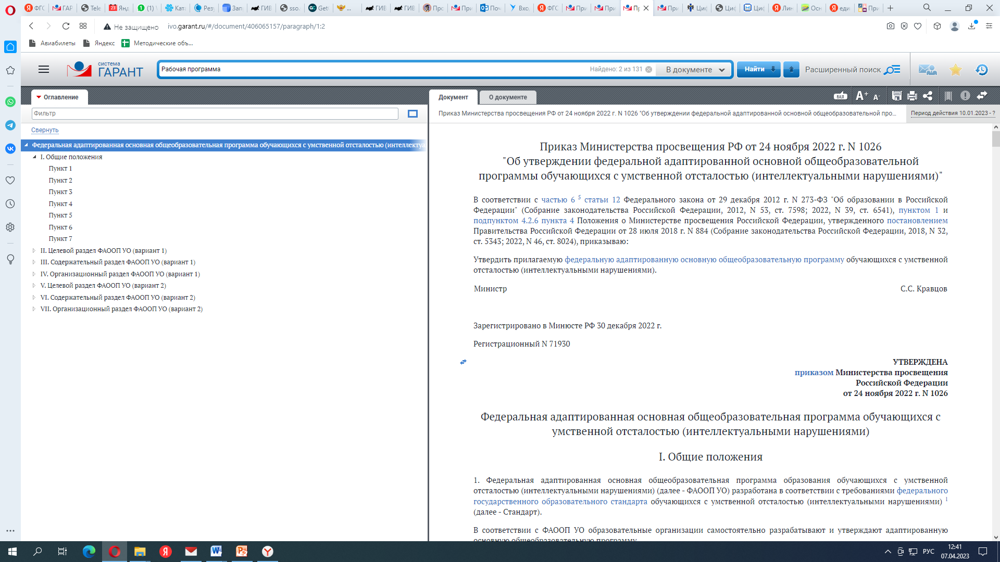 ФГС
ГАР
Tele
Янд
(1)
Ката
Резу
Зап
ГИВ
sso.
GetC
...
ГИВ
ГИВ
Про
При
Поч
Вхо
ФГС
При
При
Пр
При
Циф
Циф
Циф
Лин
Осн
еди
При
Не защищено
ivo.garant.ru/#/document/406065157/paragraph/1:2
Авиабилеты
Яндекс
Методические объ...
система
ГАРАНТ
Рабочая программа
Найдено: 2 из 131
В документе
Найти
Расширенный поиск
Оглавление
Документ
О документе
вкл
A+
A-
Фильтр
Приказ Министерства просвещения РФ от 24 ноября 2022 г. N 1026 "Об утверждении федеральной адаптированной основной общеобразовательной про...
Период действия 10.01.2023 - ?
Свернуть
Федеральная адаптированная основная общеобразовательная программа обучающихся с умственной отсталостью (интеллектуа
I. Общие положения
Пункт 1
Пункт 2
Пункт 3
Пункт 4
Пункт 5
Пункт 6
Пункт 7
II. Целевой раздел ФАООП УО (вариант 1)
III. Содержательный раздел ФАООП УО (вариант 1)
IV. Организационный раздел ФАООП УО (вариант 1)
V. Целевой раздел ФАООП УО (вариант 2)
VI. Содержательный раздел ФАООП УО (вариант 2)
VII. Организационный раздел ФАООП УО (вариант 2)
Приказ Министерства просвещения РФ от 24 ноября 2022 г. N 1026
"Об утверждении федеральной адаптированной основной общеобразовательной
программы обучающихся с умственной отсталостью (интеллектуальными нарушениями)"
В соответствии с частью 6 5 статьи 12 Федерального закона от 29 декабря 2012 г. N 273-ФЗ "Об образовании в Российской
Федерации" (Собрание законодательства Российской Федерации, 2012, N 53, ст. 7598; 2022, N 39, ст. 6541), пунктом 1 и
подпунктом 4.2.6 пункта 4 Положения о Министерстве просвещения Российской Федерации, утвержденного постановлением
Правительства Российской Федерации от 28 июля 2018 г. N 884 (Собрание законодательства Российской Федерации, 2018, N 32,
ст. 5343; 2022, N 46, ст. 8024), приказываю:
Утвердить прилагаемую федеральную адаптированную основную общеобразовательную программу обучающихся с умственной
отсталостью (интеллектуальными нарушениями).
Министр С.С. Кравцов
Зарегистрировано в Минюсте РФ 30 декабря 2022 г.
Регистрационный N 71930
УТВЕРЖДЕНА
приказом Министерства просвещения
Российской Федерации
от 24 ноября 2022 г. N 1026
Федеральная адаптированная основная общеобразовательная программа обучающихся с
умственной отсталостью (интеллектуальными нарушениями)
I. Общие положения
1. Федеральная адаптированная основная общеобразовательная программа образования обучающихся с умственной
отсталостью (интеллектуальными нарушениями) (далее - ФАООП УО) разработана в соответствии с требованиями федерального
государственного образовательного стандарта обучающихся с умственной отсталостью (интеллектуальными нарушениями) 1
(далее - Стандарт).
В соответствии с ФАООП УО образовательные организации самостоятельно разрабатывают и утверждают адаптированную
основную общеобразовательную программу
РУС
12:41
07.04.2023